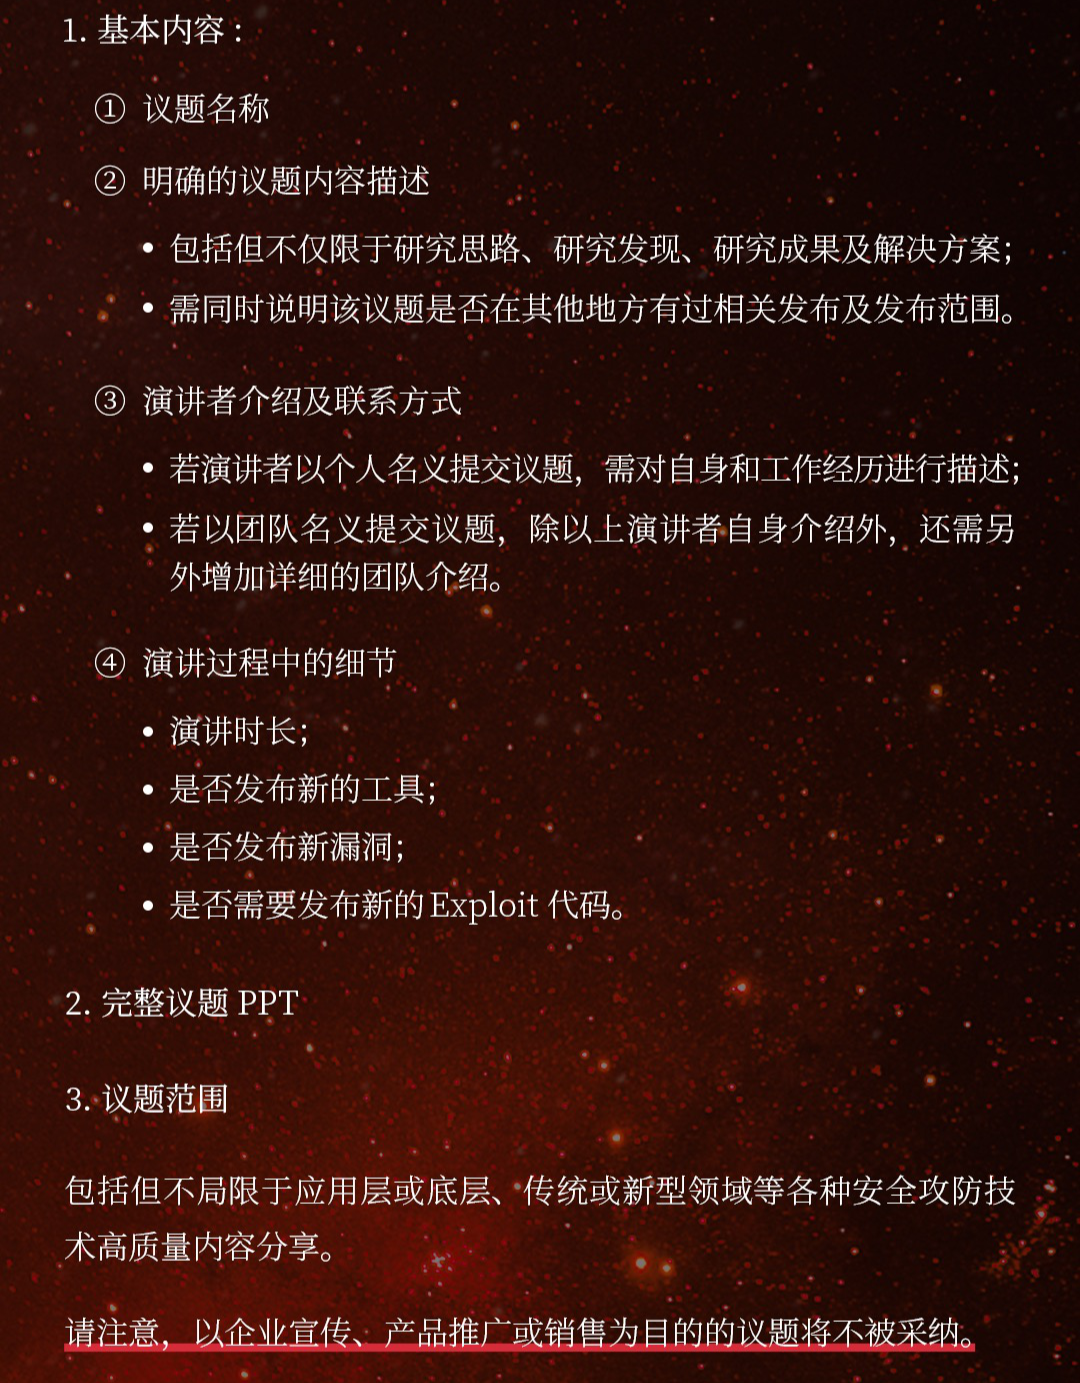 1. 基本内容：
① 议题名称
② 明确的议题内容描述
• 包括但不仅限于研究思路、研究发现、研究成果及解决方案；
• 需同时说明该议题是否在其他地方有过相关发布及发布范围。
③ 演讲者介绍及联系方式
• 若演讲者以个人名义提交议题，需对自身和工作经历进行描述；
• 若以团队名义提交议题，除以上演讲者自身介绍外，还需另
外增加详细的团队介绍。
④ 演讲过程中的细节
• 演讲时长；
• 是否发布新的工具；
• 是否发布新漏洞；
• 是否需要发布新的 Exploit 代码。
2. 完整议题 PPT
3. 议题范围
包括但不局限于应用层或底层、传统或新型领域等各种安全攻防技
术高质量内容分享。
请注意，以企业宣传、产品推广或销售为目的的议题将不被采纳。